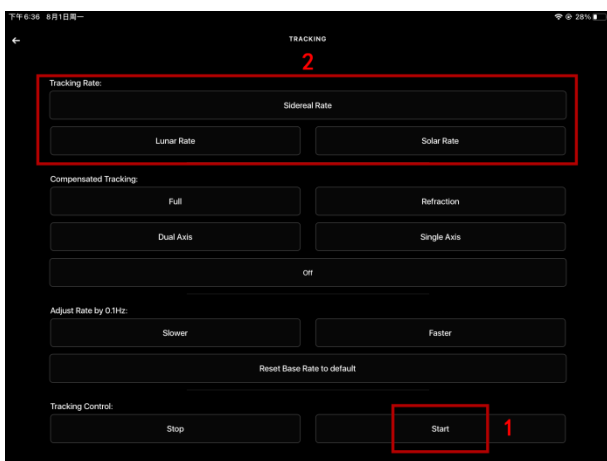 下午6:36 8月1日周一 28%
TRACKING
2
Tracking Rate:
Sidereal Rate
Lunar Rate Solar Rate
Compensated Tracking:
Full Refraction
Dual Axis Single Axis
Off
Adjust Rate by 0.1Hz:
Slower Faster
Reset Base Rate to default
Tracking Control:
Stop Start 1